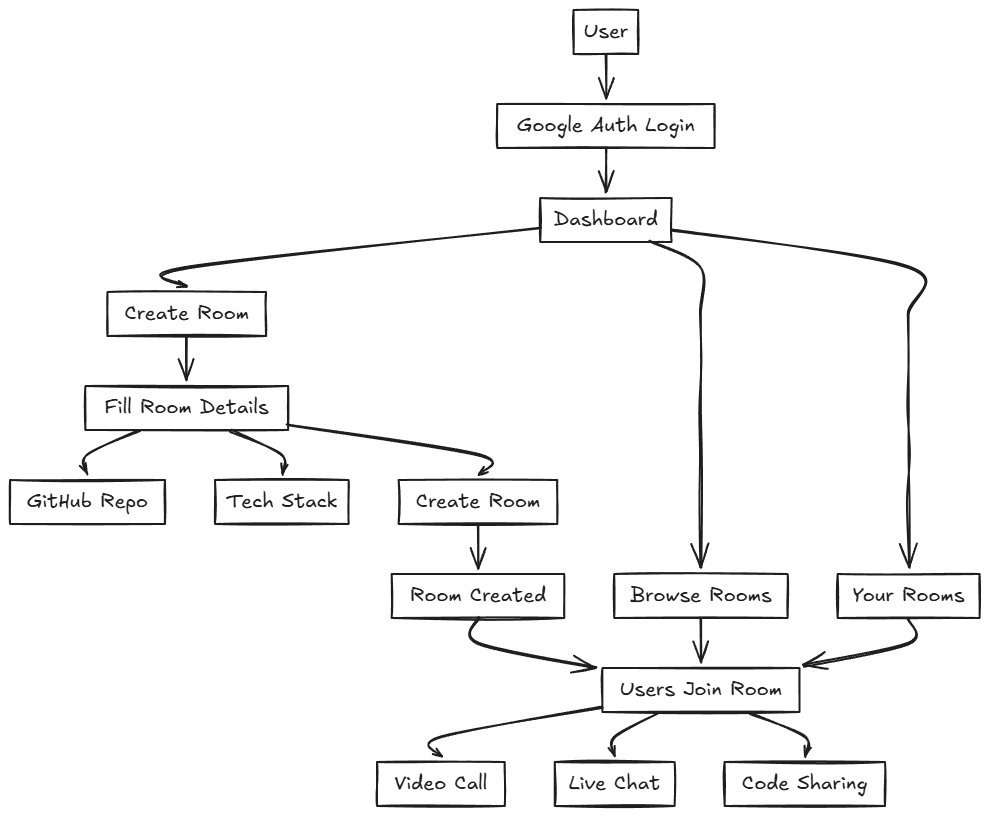 User
Google Auth Login
Dashboard
Create Room
Fill Room Details
GitHub Repo
Tech Stack
Create Room
Room Created
Browse Rooms
Your Rooms
Users Join Room
Video Call
Live Chat
Code Sharing